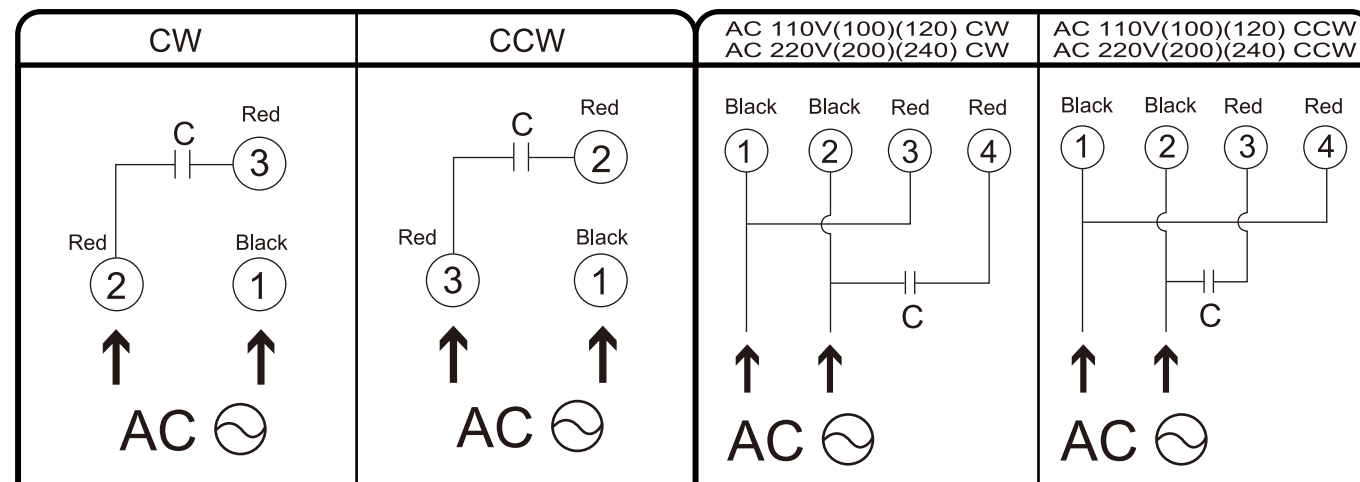 CW
C
Red
3
Red
2
Black
1
AC
CCW
C
Red
2
Red
3
Black
1
AC
AC 110V(100)(120) CW
AC 220V(200)(240) CW
Black Black Red Red
1 2 3 4
C
AC
AC 110V(100)(120) CCW
AC 220V(200)(240) CCW
Black Black Red Red
1 2 3 4
C
AC